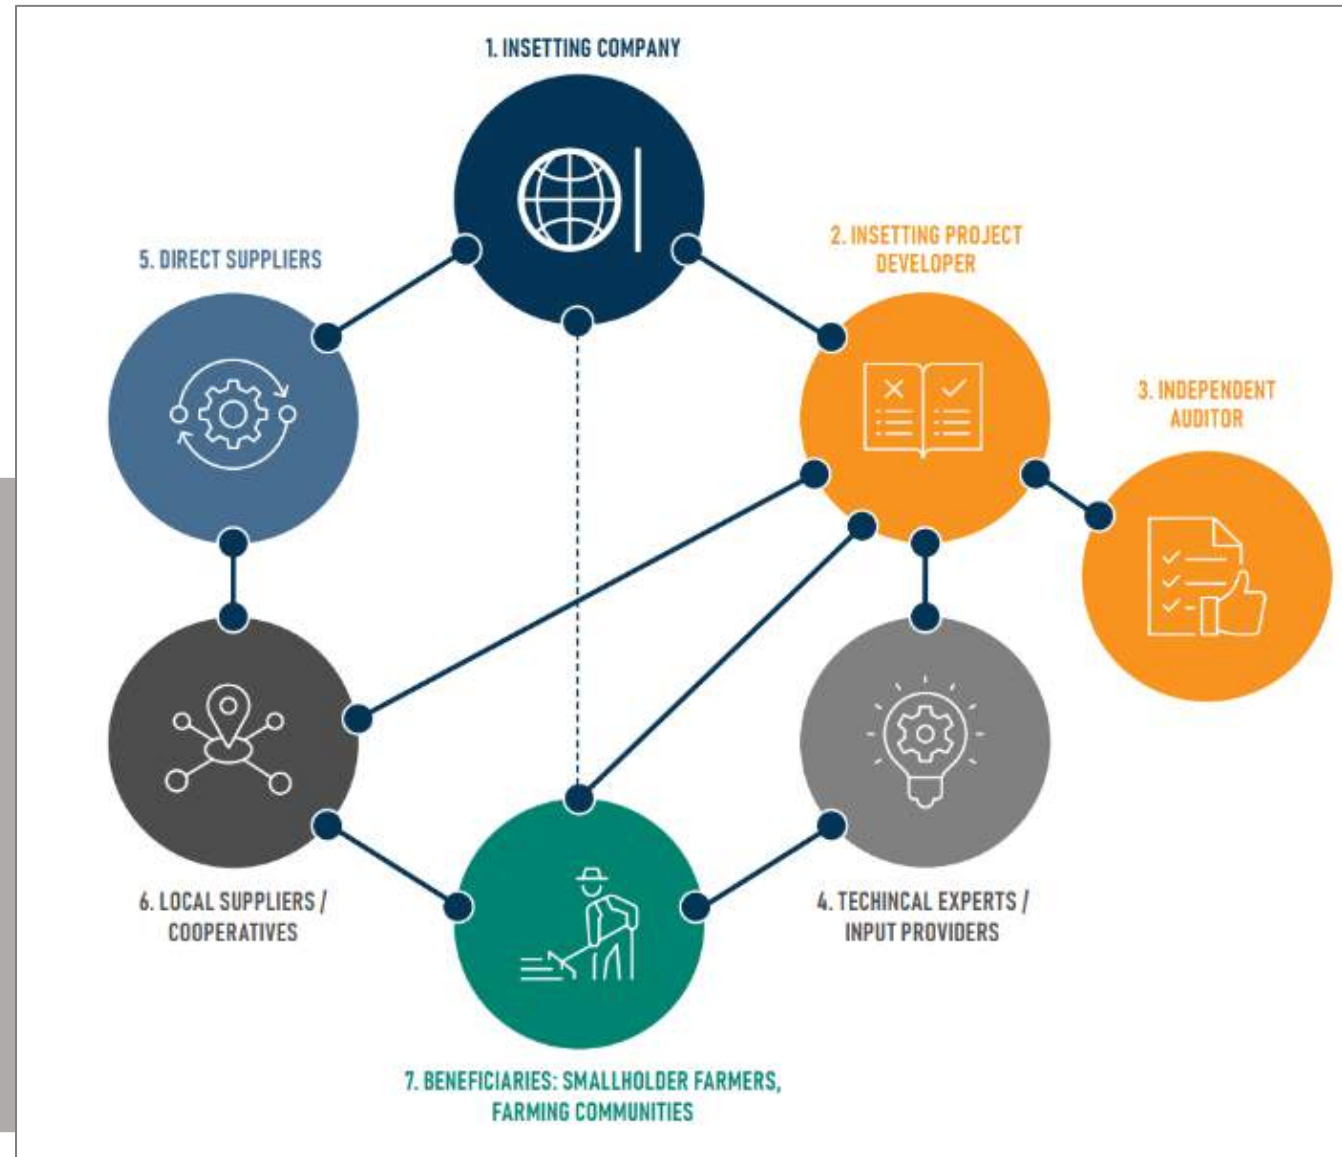 1. INSETTING COMPANY
2. INSETTING PROJECT
DEVELOPER
3. INDEPENDENT
AUDITOR
4. TECHINCAL EXPERTS /
INPUT PROVIDERS
5. DIRECT SUPPLIERS
6. LOCAL SUPPLIERS /
COOPERATIVES
7. BENEFICIARIES: SMALLHOLDER FARMERS,
FARMING COMMUNITIES